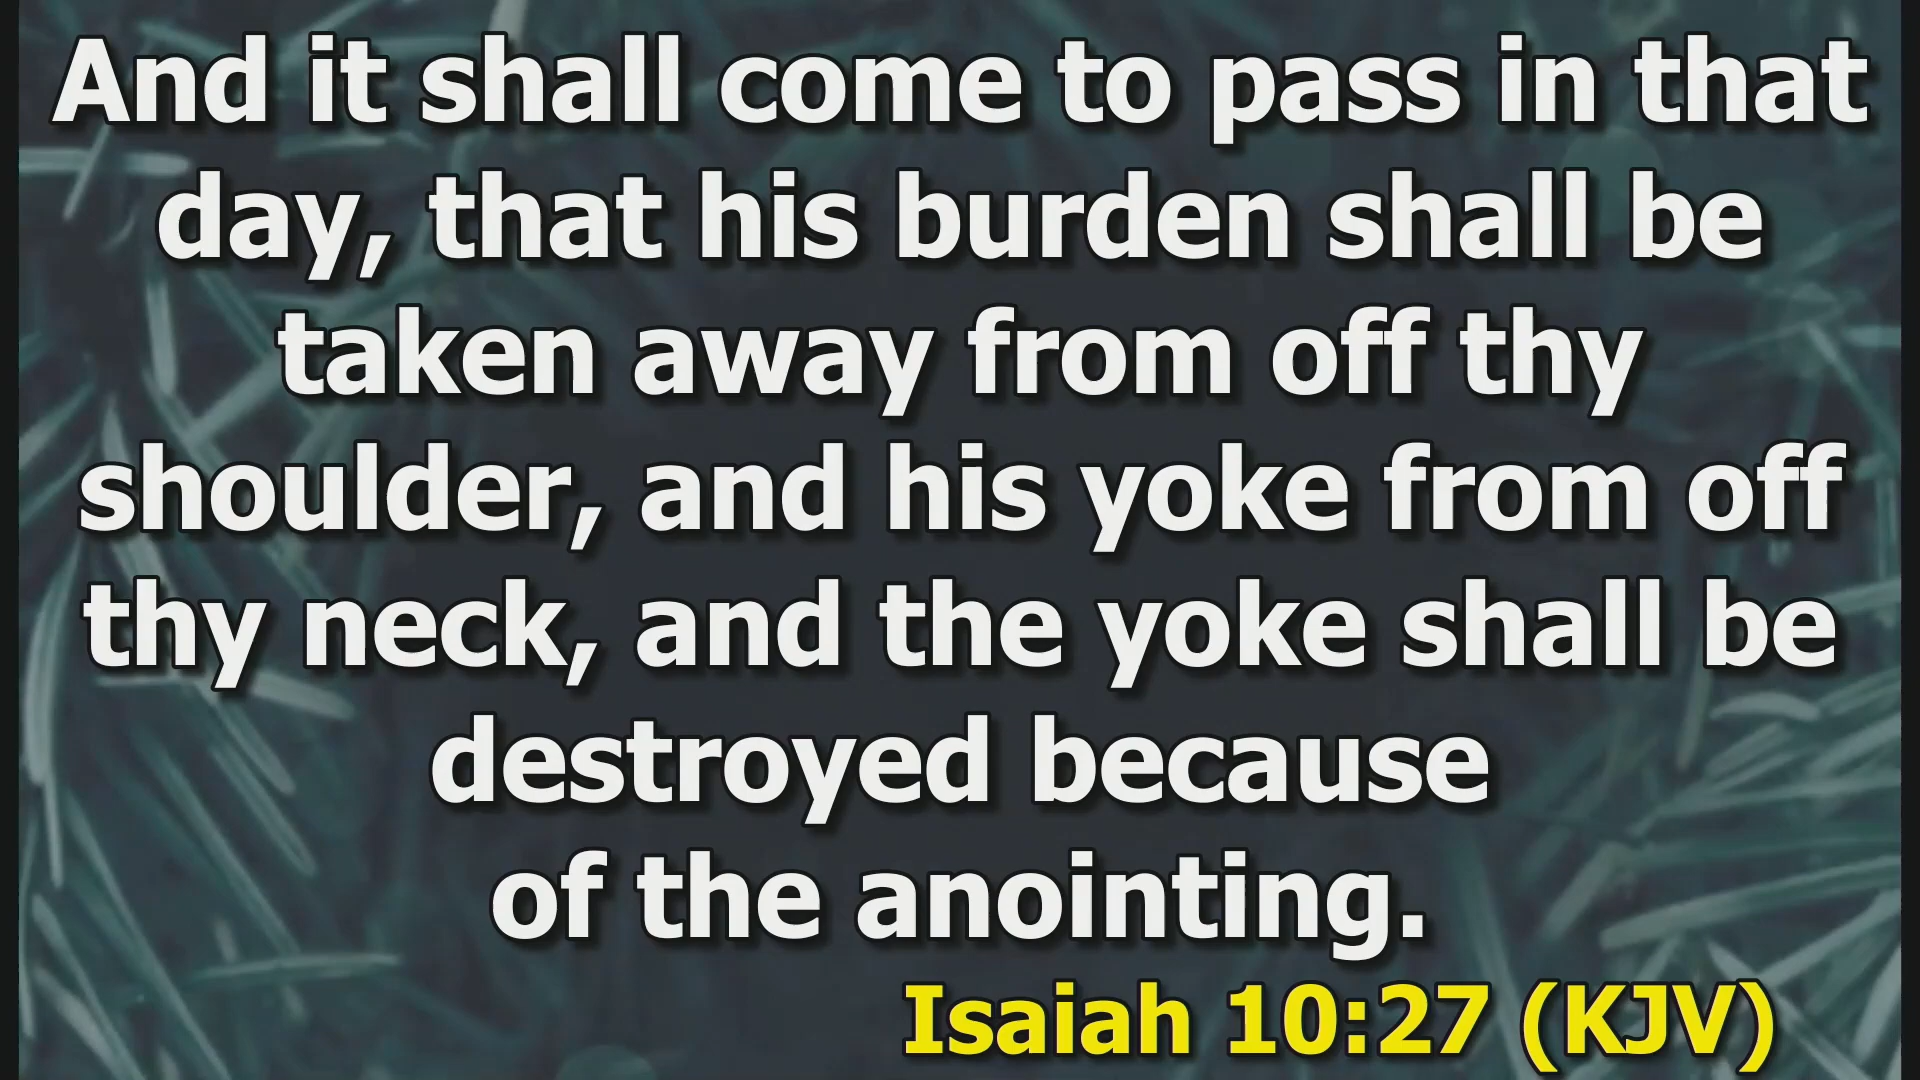 And it shall come to pass in that
day, that his burden shall be
taken away from off thy
shoulder, and his yoke from off
thy neck, and the yoke shall be
destroyed because
of the anointing.
Isaiah 10:27 (KJV)